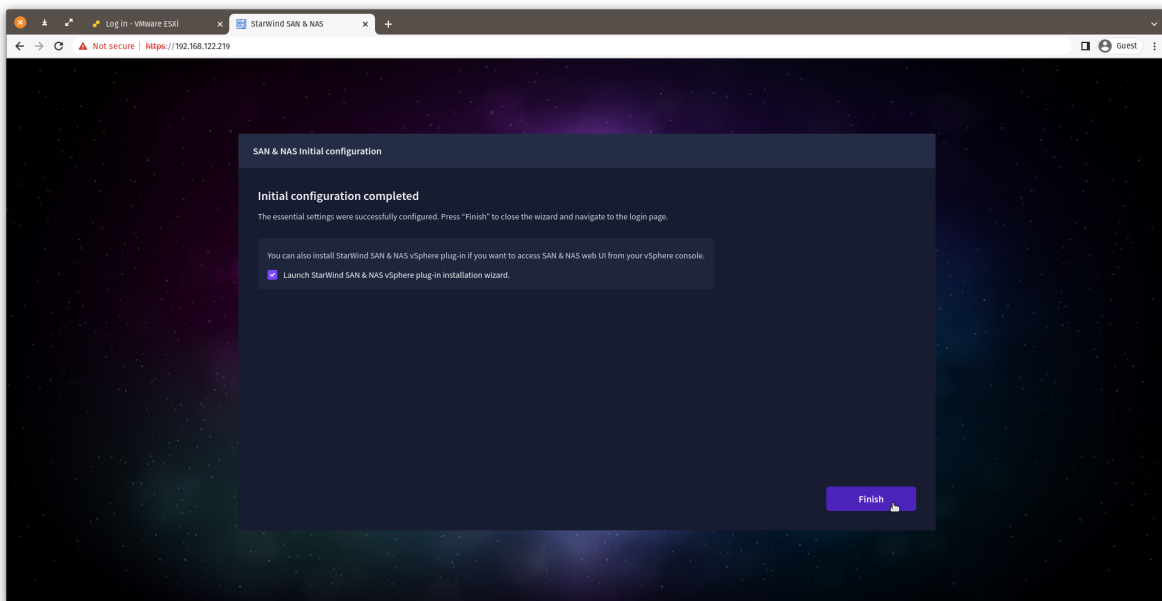 Log in - VMware ESXi
StarWind SAN & NAS
Not secure | https://192.168.122.219
Guest
SAN & NAS Initial configuration
Initial configuration completed
The essential settings were successfully configured. Press "Finish" to close the wizard and navigate to the login page.
You can also install StarWind SAN & NAS vSphere plug-in if you want to access SAN & NAS web UI from your vSphere console.
Launch StarWind SAN & NAS vSphere plug-in installation wizard.
Finish